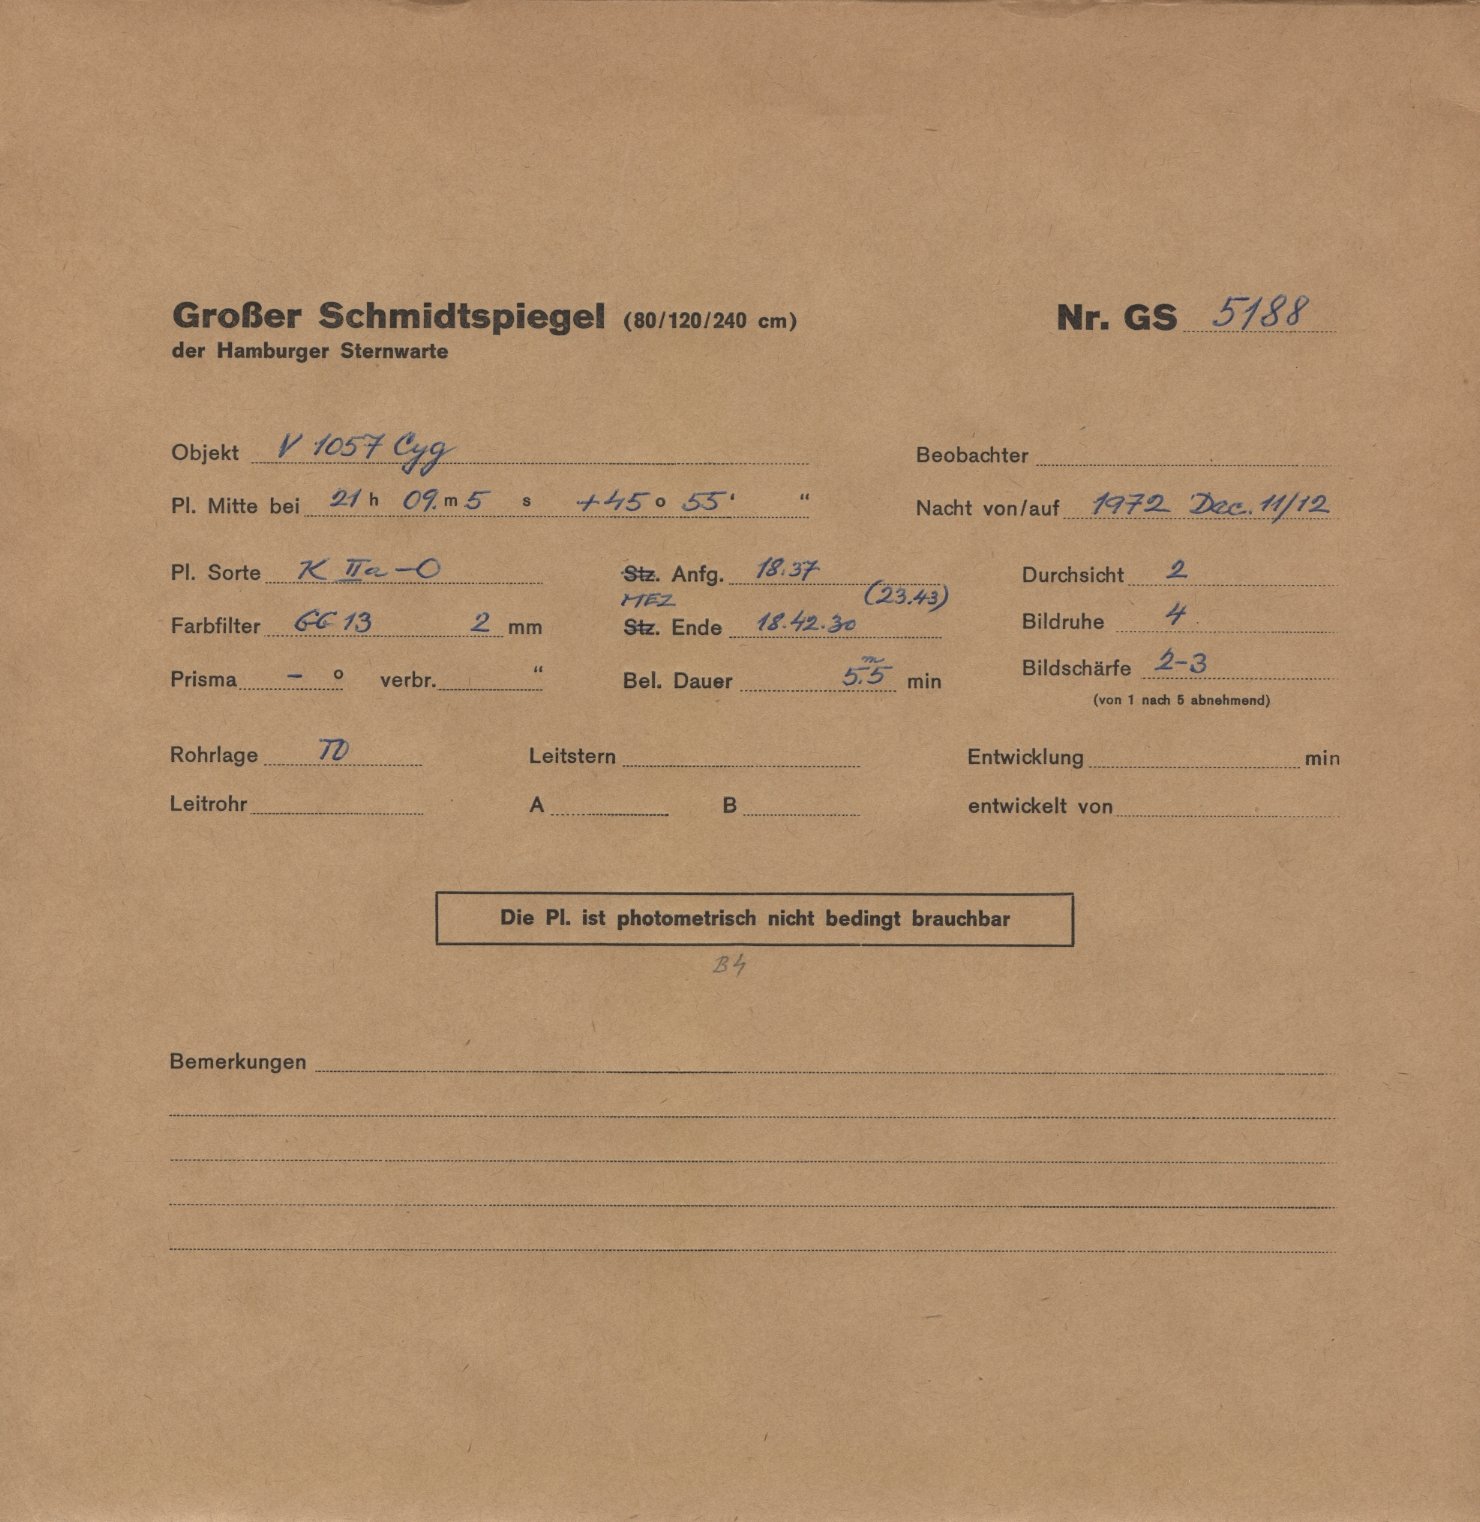 Großer Schmidtspiegel (80/120/240 cm) Nr. GS 5188
der Hamburger Sternwarte
Objekt V 1057 Cyg Beobachter
Pl. Mitte bei 21 h 09. m 5 s +45 o 55 ' “ Nacht von/auf 1972 Dec. 11/12
Pl. Sorte K IIa-O Stz. Anfg. 18.37 Durchsicht 2
MEZ (23.43)
Farbfilter GG 13 2 mm Stz. Ende 18.42.30 Bildruhe 4
Prisma - o verbr. “ Bel. Dauer 5.m5 min Bildschärfe 2-3
(von 1 nach 5 abnehmend)
Rohrlage TO Leitstern Entwicklung min
Leitrohr A B entwickelt von
Die Pl. ist photometrisch nicht bedingt brauchbar
B4
Bemerkungen